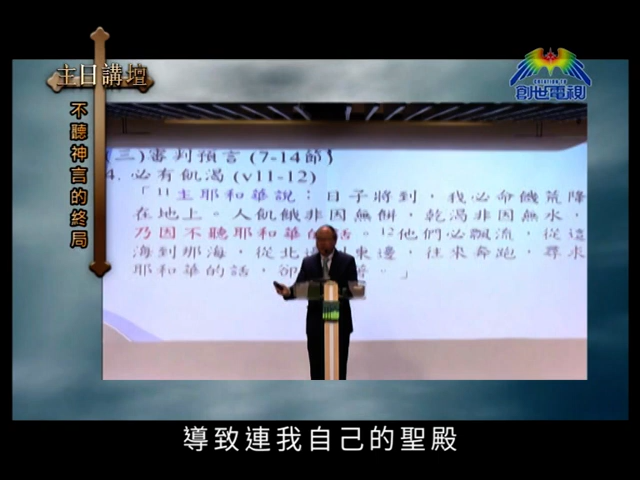 主日講壇
不聽神言的終局
CREATION TV
創世電視
(三)審判預言 (7-14節)
4. 必有飢渴 (v11-12)
「11主耶和華說：日子將到，我必命饑荒降
在地上。人飢餓非因無餅，乾渴非因無水，
乃因不聽耶和華的話。12他們必飄流，從這
海到那海，從北邊 東邊，往來奔跑，尋求
耶和華的話，卻 著。」
導致連我自己的聖殿